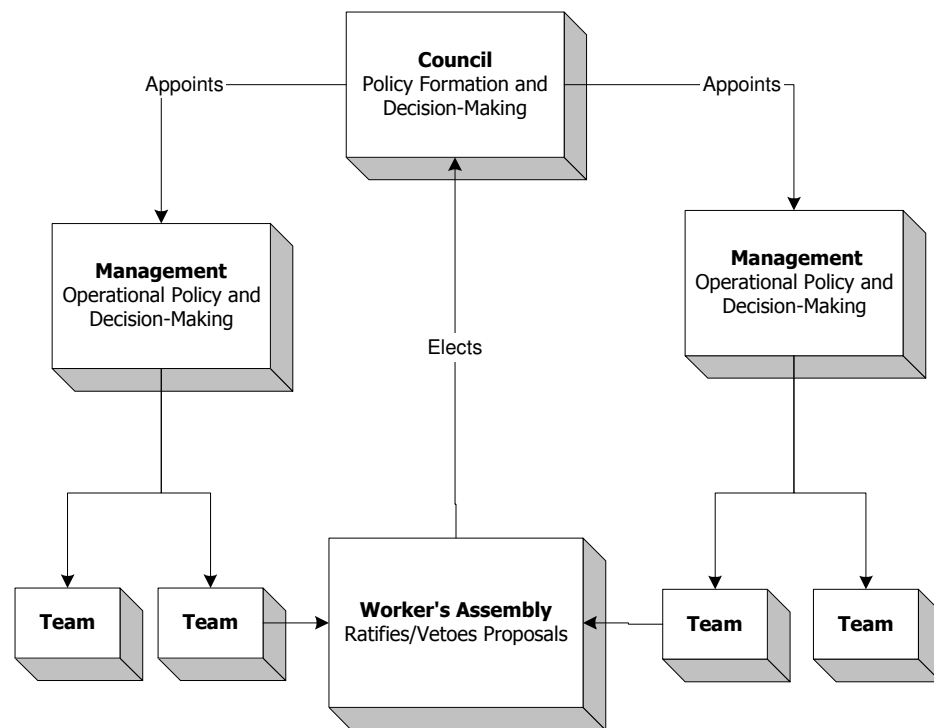 Council
Policy Formation and
Decision-Making
Appoints
Appoints
Management
Operational Policy and
Decision-Making
Management
Operational Policy and
Decision-Making
Elects
Team
Team
Worker's Assembly
Ratifies/Vetoes Proposals
Team
Team